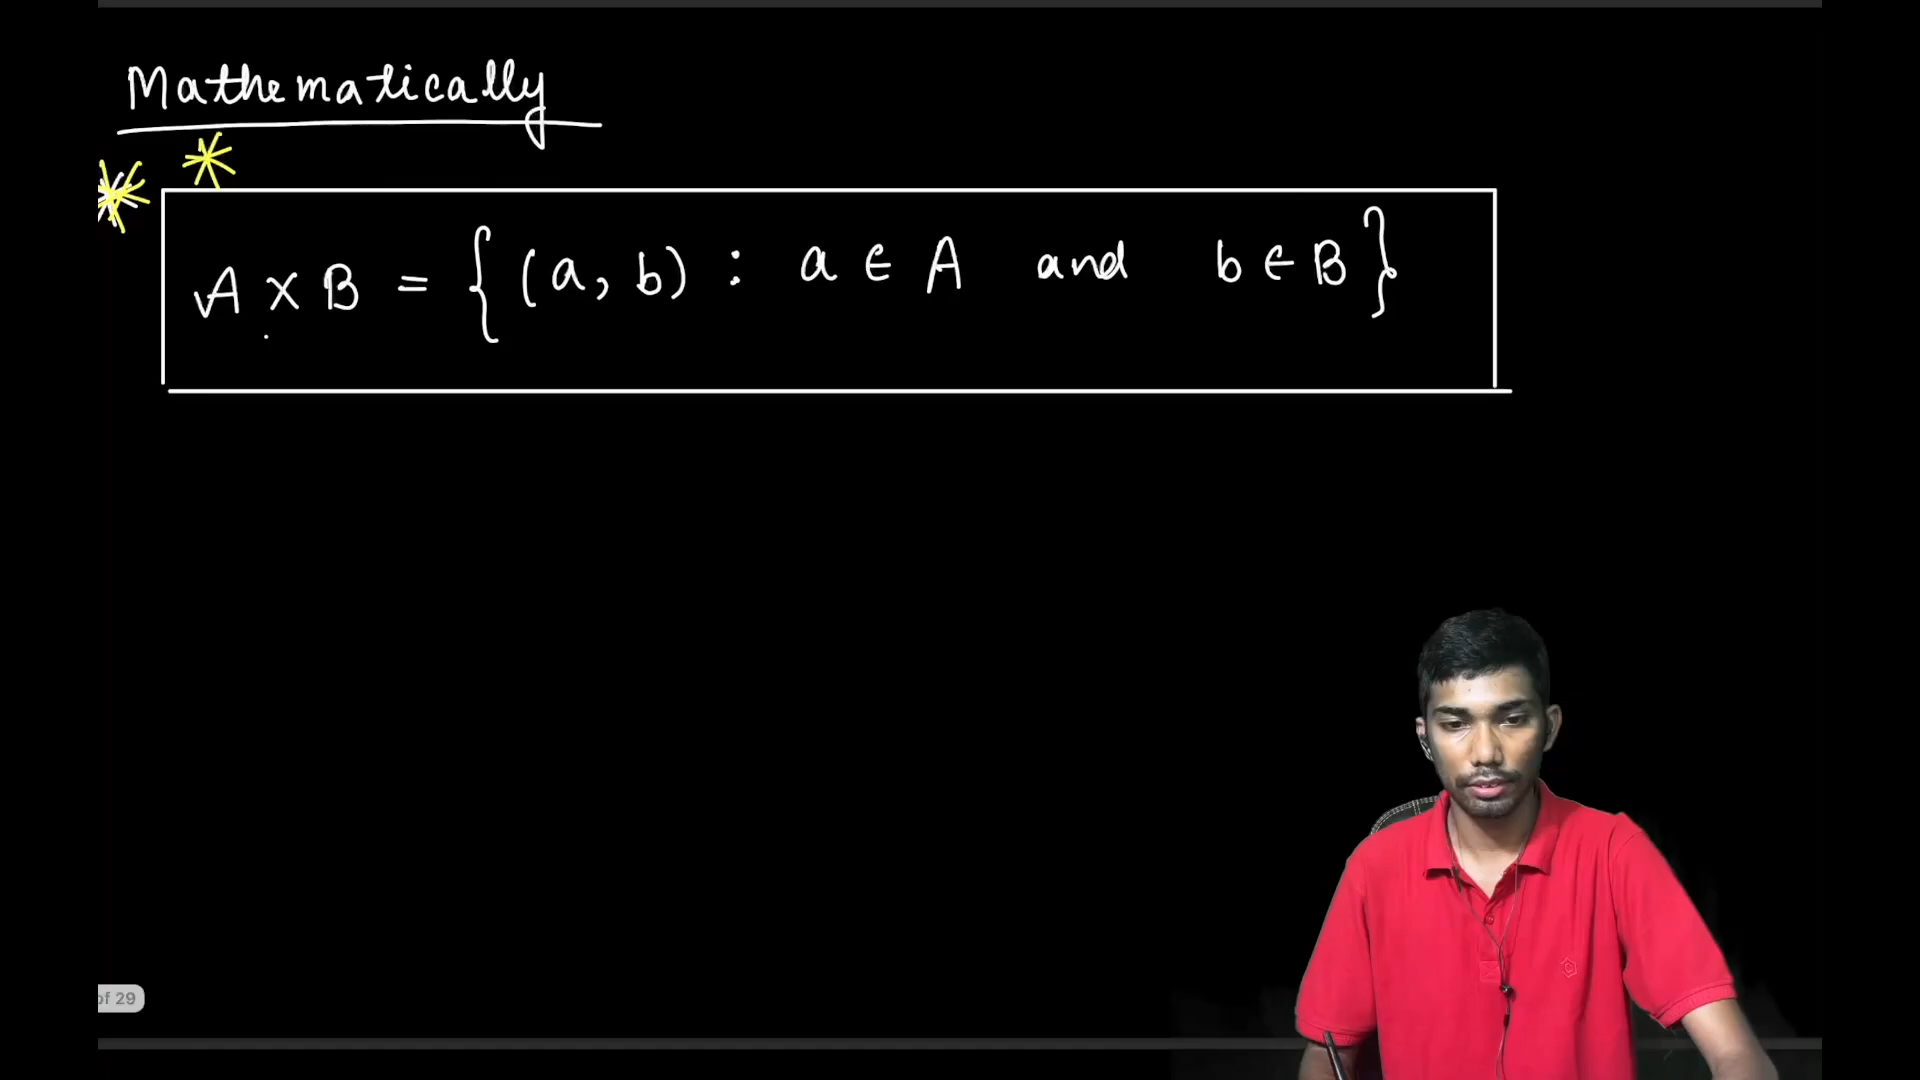 Mathematically
A × B = { (a, b) : a ∈ A and b ∈ B }
of 29